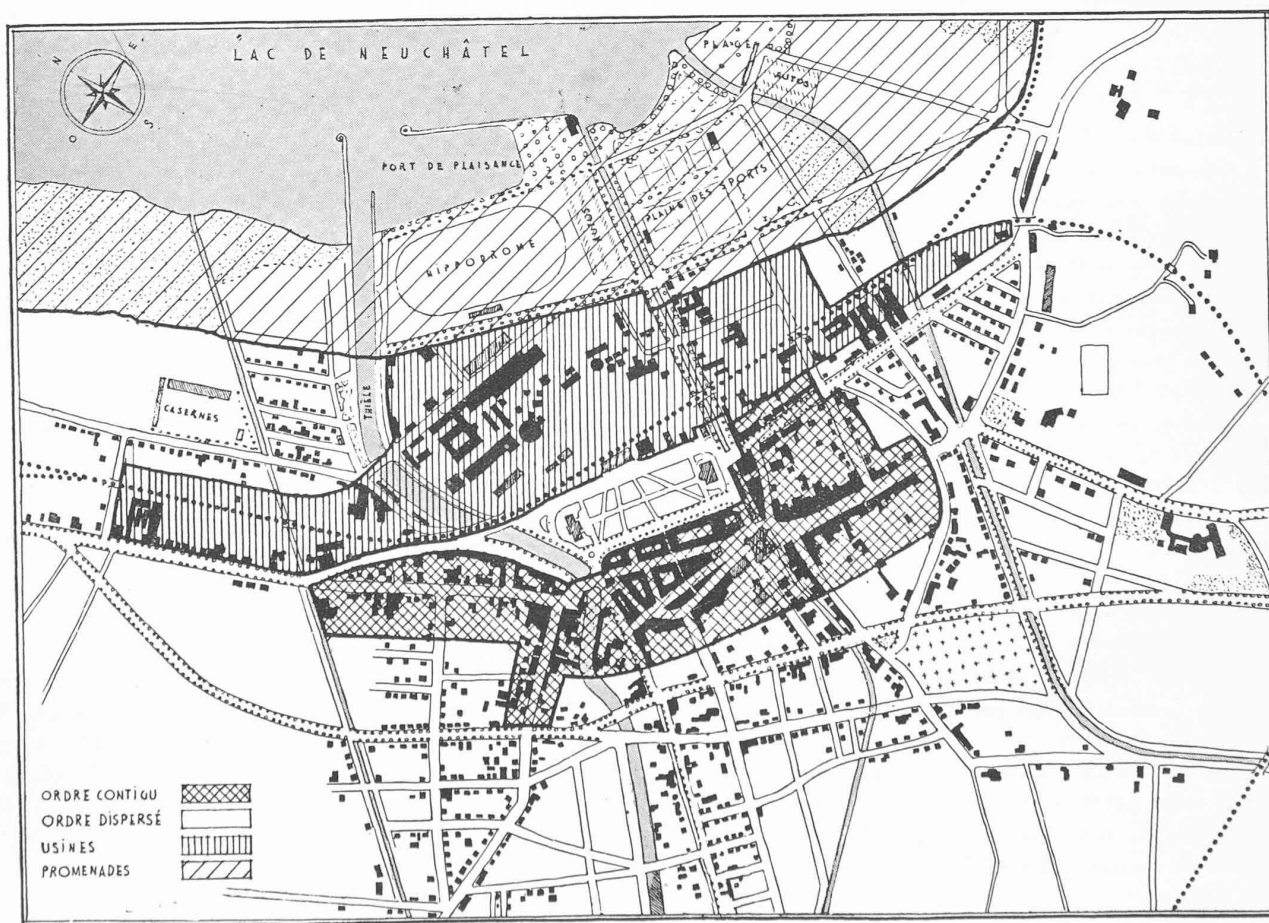 LAC DE NEUCHÂTEL
N
E.
S.
O
PLAGE
AUTOS
PORT DE PLAISANCE
PLAINE DES SPORTS
HIPPODROME
THIÈLE
CASERNES
ORDRE CONTIGU
ORDRE DISPERSÉ
USINES
PROMENADES